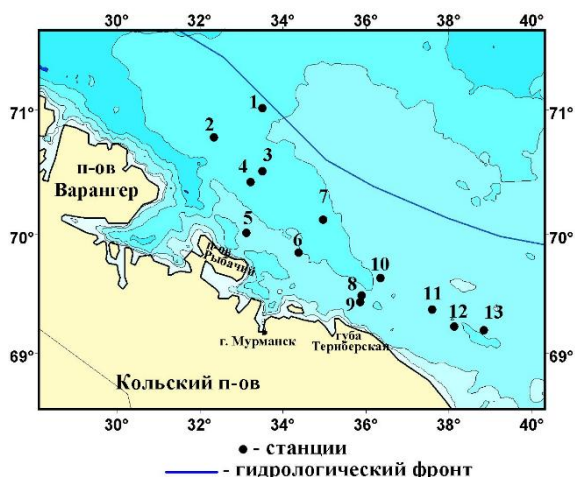 30° 32° 34° 36° 38° 40°
71° 71°
1
2
3
4
п-ов
Варангер
7
70° 70°
5
6
п-ов
Рыбачий
10
8
9
11
12
13
г. Мурманск
губа
Териберская
69° 69°
Кольский п-ов
30° 32° 34° 36° 38° 40°
- станции
- гидрологический фронт